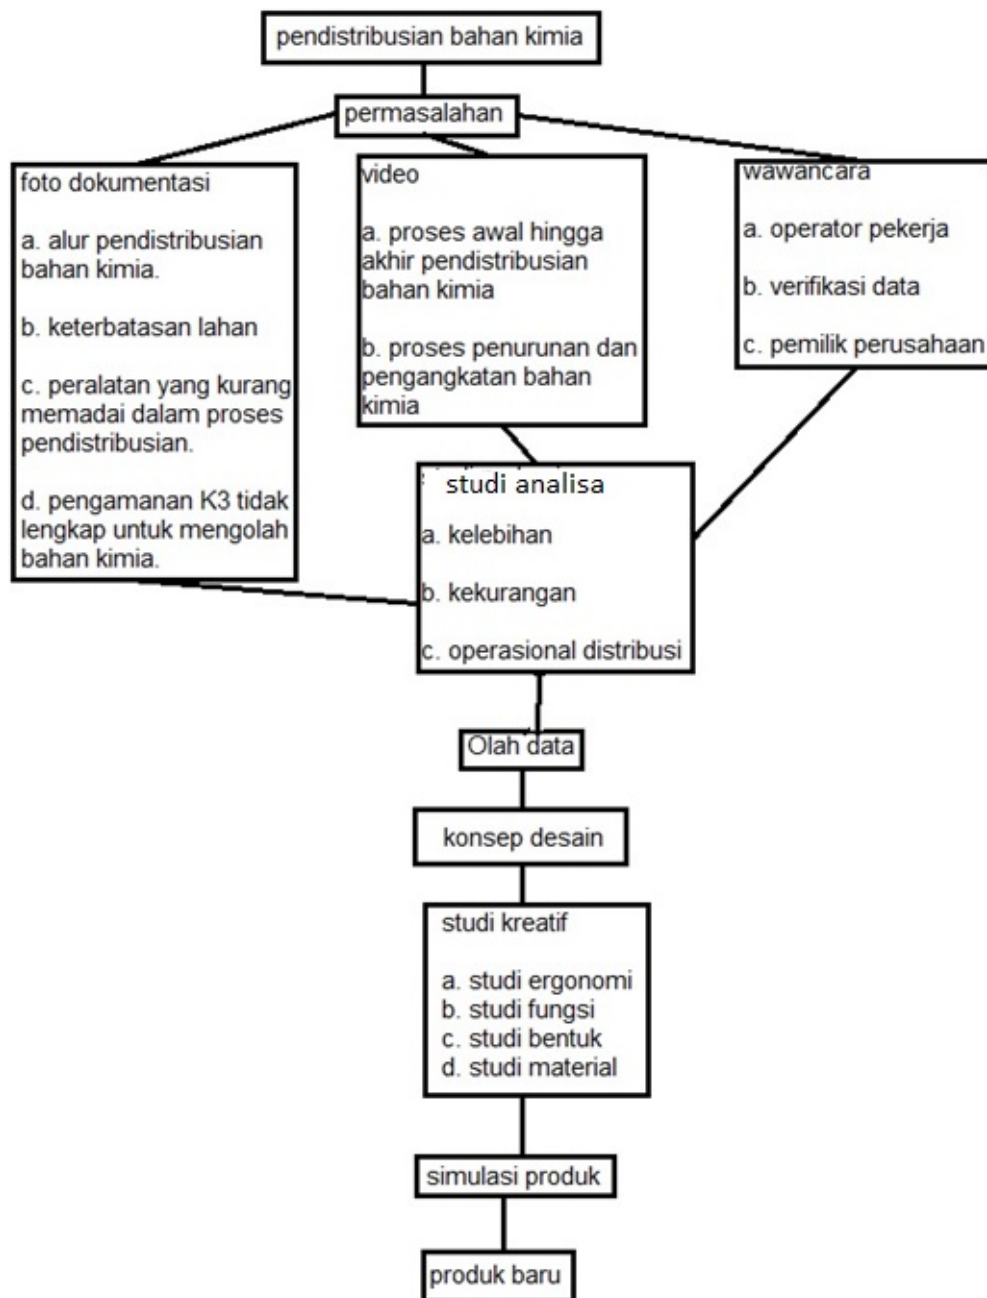 pendistribusian bahan kimia
permasalahan
foto dokumentasi
a. alur pendistribusian
bahan kimia.
b. keterbatasan lahan
c. peralatan yang kurang
memadai dalam proses
pendistribusian.
d. pengamanan K3 tidak
lengkap untuk mengolah
bahan kimia.
video
a. proses awal hingga
akhir pendistribusian
bahan kimia
b. proses penurunan dan
pengangkatan bahan
kimia
wawancara
a. operator pekerja
b. verifikasi data
c. pemilik perusahaan
studi analisa
a. kelebihan
b. kekurangan
c. operasional distribusi
Olah data
konsep desain
studi kreatif
a. studi ergonomi
b. studi fungsi
c. studi bentuk
d. studi material
simulasi produk
produk baru